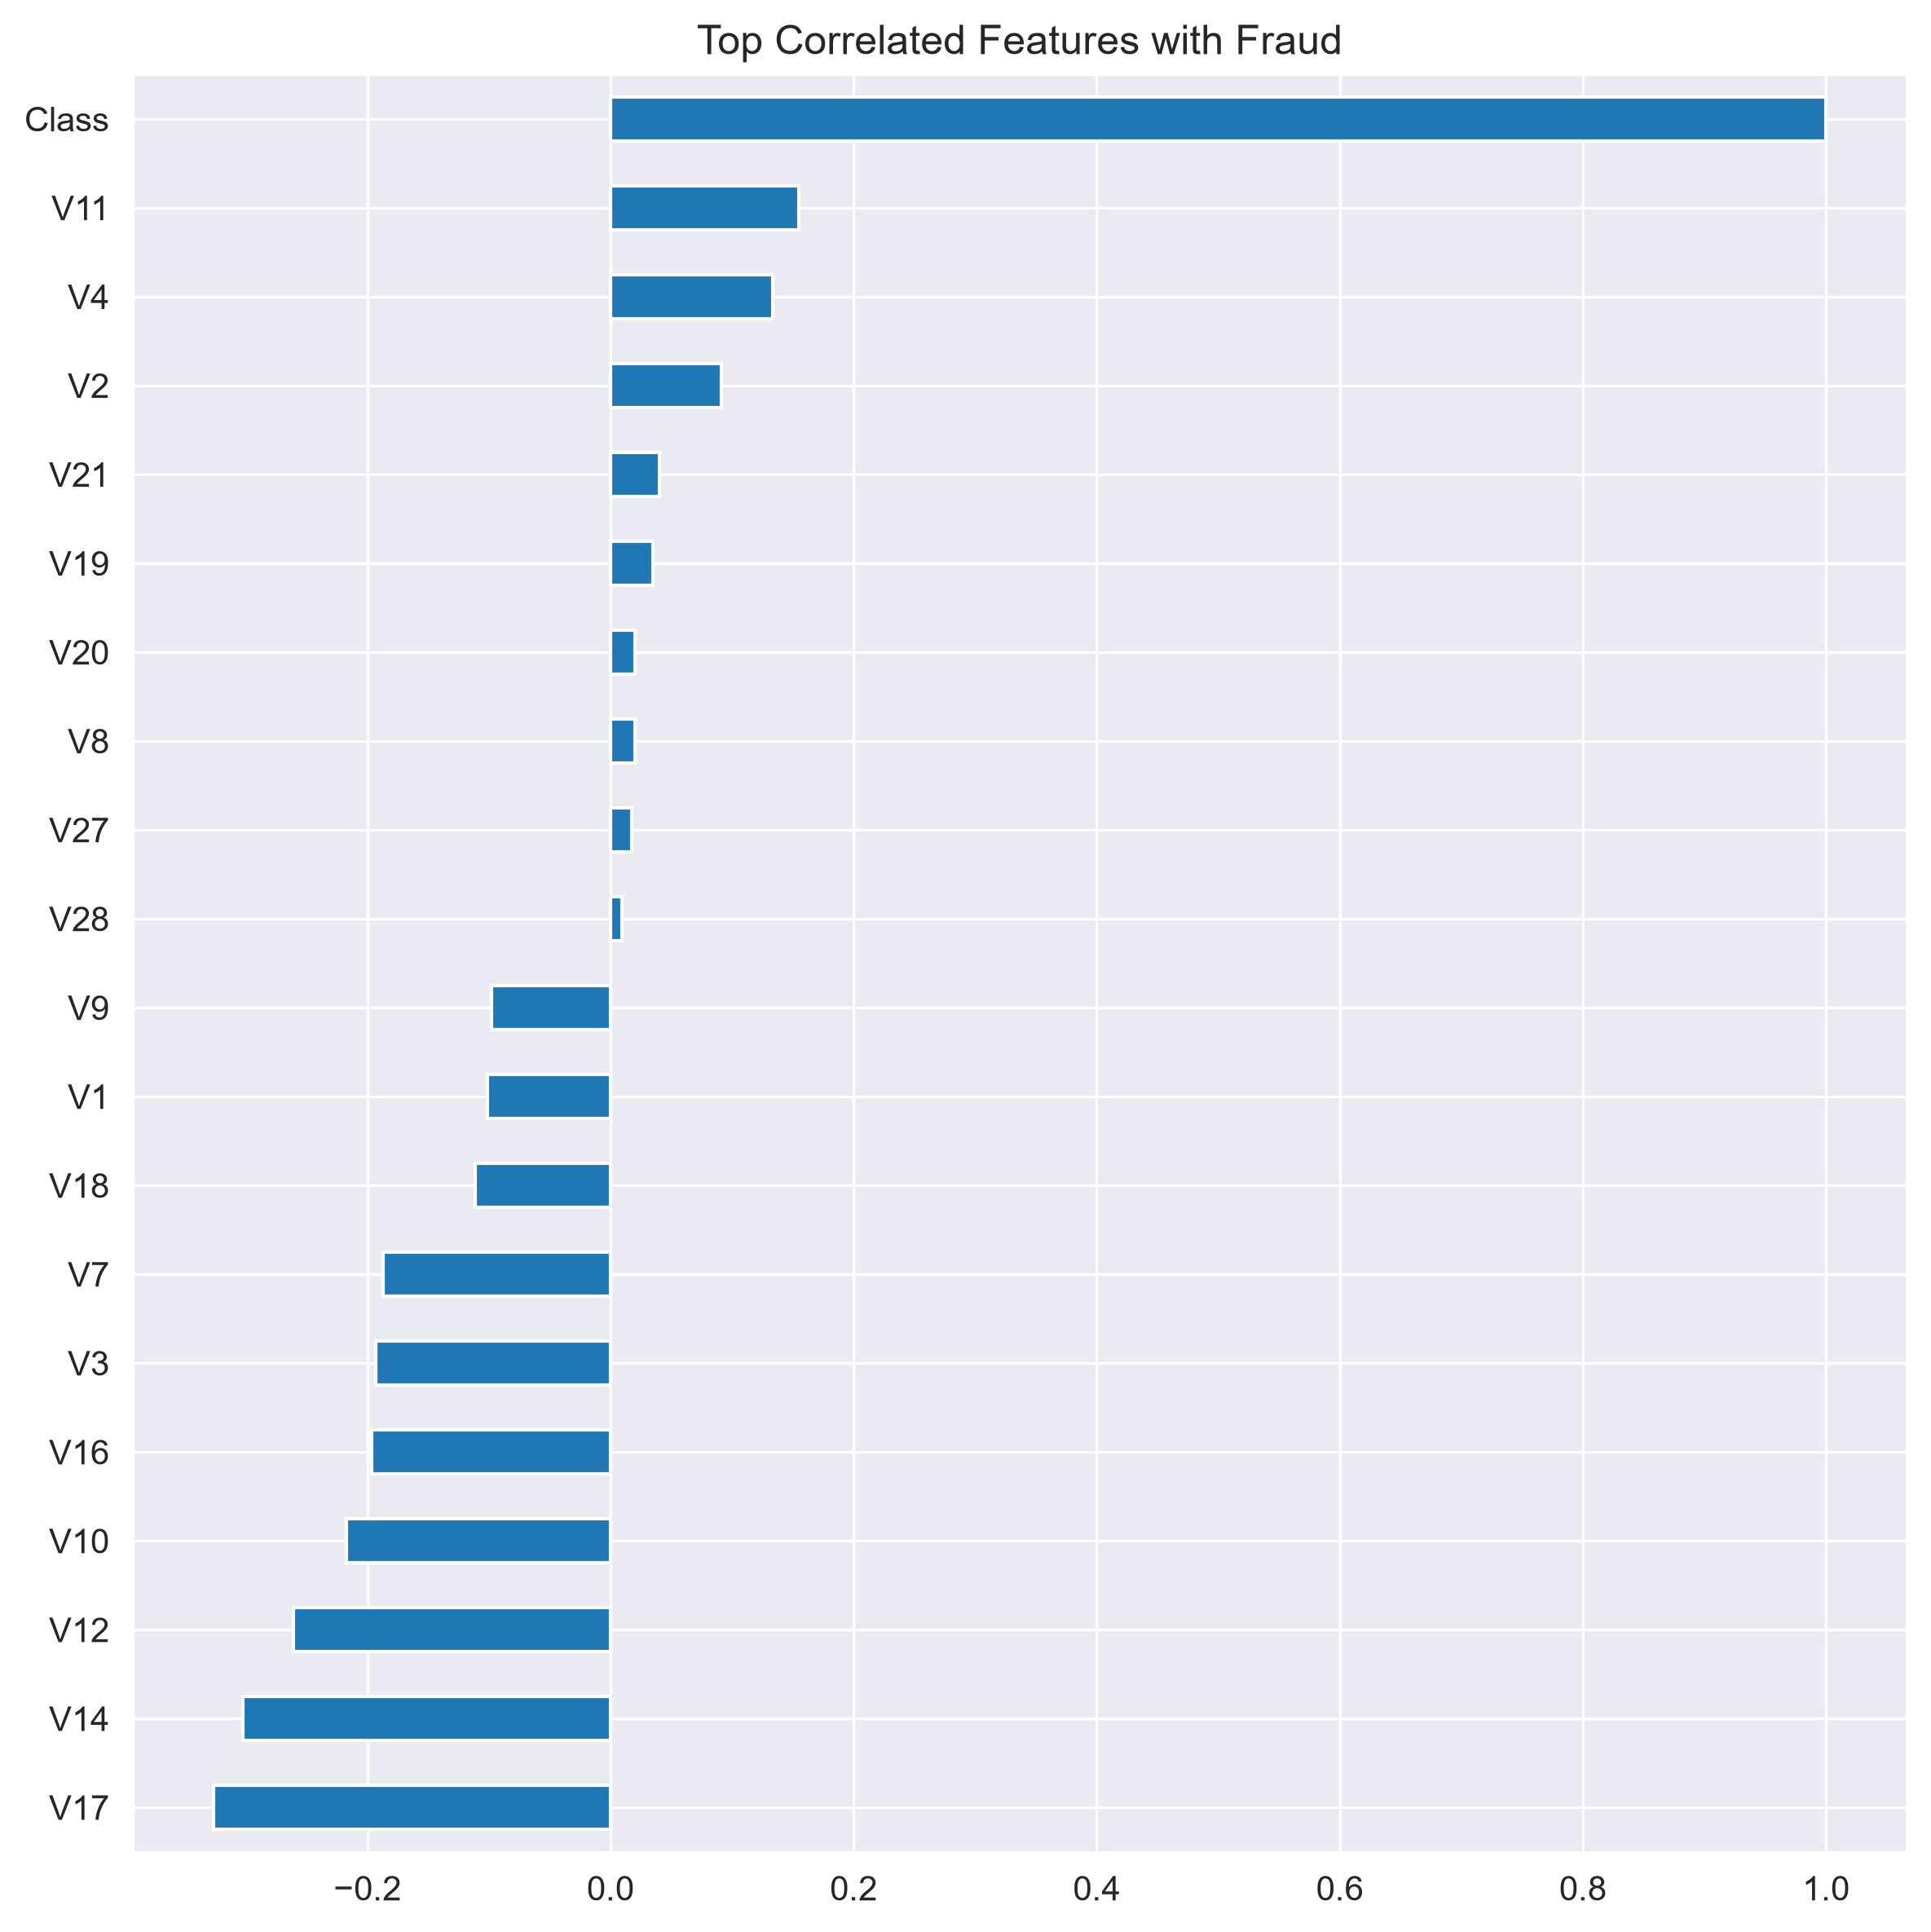 Top Correlated Features with Fraud
Class
V11
V4
V2
V21
V19
V20
V8
V27
V28
V9
V1
V18
V7
V3
V16
V10
V12
V14
V17
−0.2 0.0 0.2 0.4 0.6 0.8 1.0